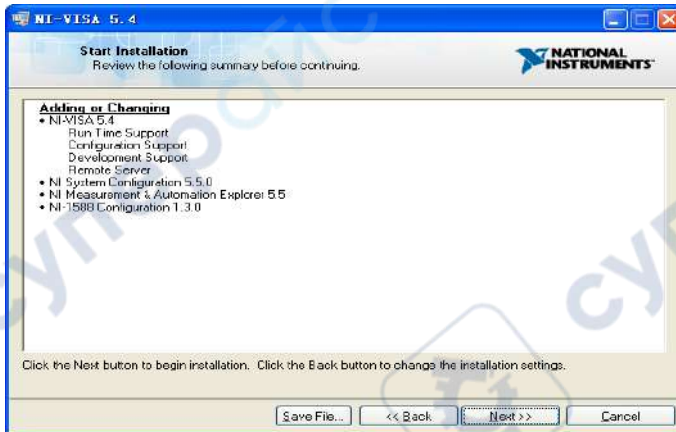 NI-VISA 5.4
Start Installation
Review the following summary before continuing.
NATIONAL
INSTRUMENTS
Adding or Changing
• NI-VISA 5.4
Run Time Support
Configuration Support
Development Support
Remote Server
• NI System Configuration 5.5.0
• NI Measurement & Automation Explorer 5.5
• NI-1588 Configuration 1.3.0
Click the Next button to begin installation. Click the Back button to change the installation settings.
Save File...
<< Back
Next >>
Cancel